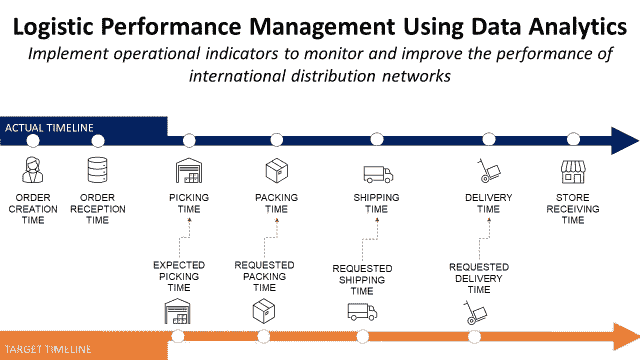 Logistic Performance Management Using Data Analytics
Implement operational indicators to monitor and improve the performance of
international distribution networks
ACTUAL TIMELINE
ORDER
CREATION
TIME
ORDER
RECEPTION
TIME
PICKING
TIME
PACKING
TIME
SHIPPING
TIME
DELIVERY
TIME
STORE
RECEIVING
TIME
EXPECTED
PICKING
TIME
REQUESTED
PACKING
TIME
REQUESTED
SHIPPING
TIME
REQUESTED
DELIVERY
TIME
TARGET TIMELINE